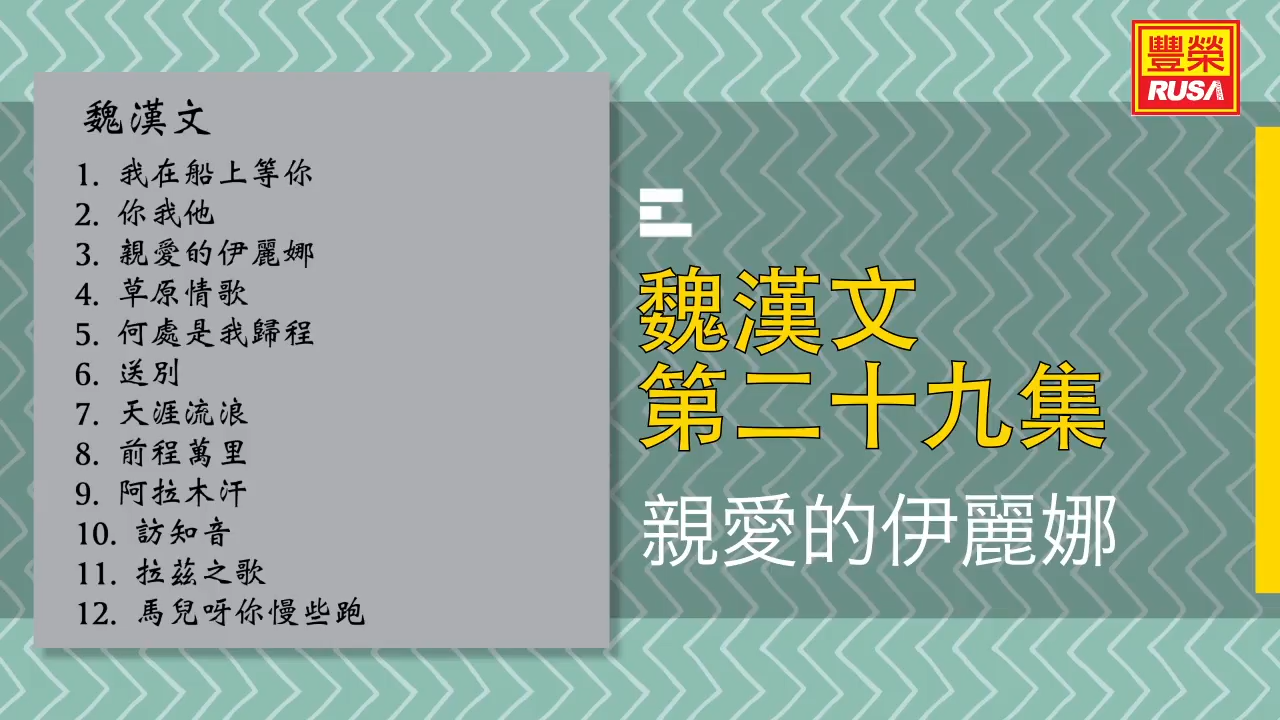 魏漢文
1. 我在船上等你
2. 你我他
3. 親愛的伊麗娜
4. 草原情歌
5. 何處是我歸程
6. 送別
7. 天涯流浪
8. 前程萬里
9. 阿拉木汗
10. 訪知音
11. 拉茲之歌
12. 馬兒呀你慢些跑
豐榮
RUSA
魏漢文
第二十九集
親愛的伊麗娜